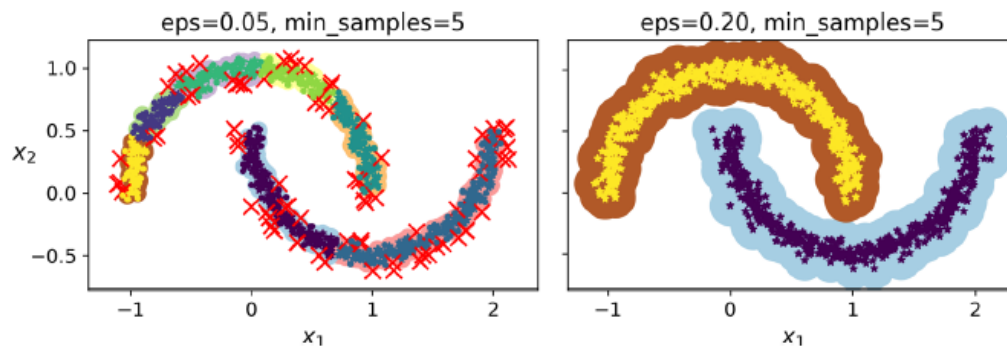 eps=0.05, min_samples=5
eps=0.20, min_samples=5
1.0
0.5
0.0
−0.5
x₂
−1 0 1 2
−1 0 1 2
x₁
x₁